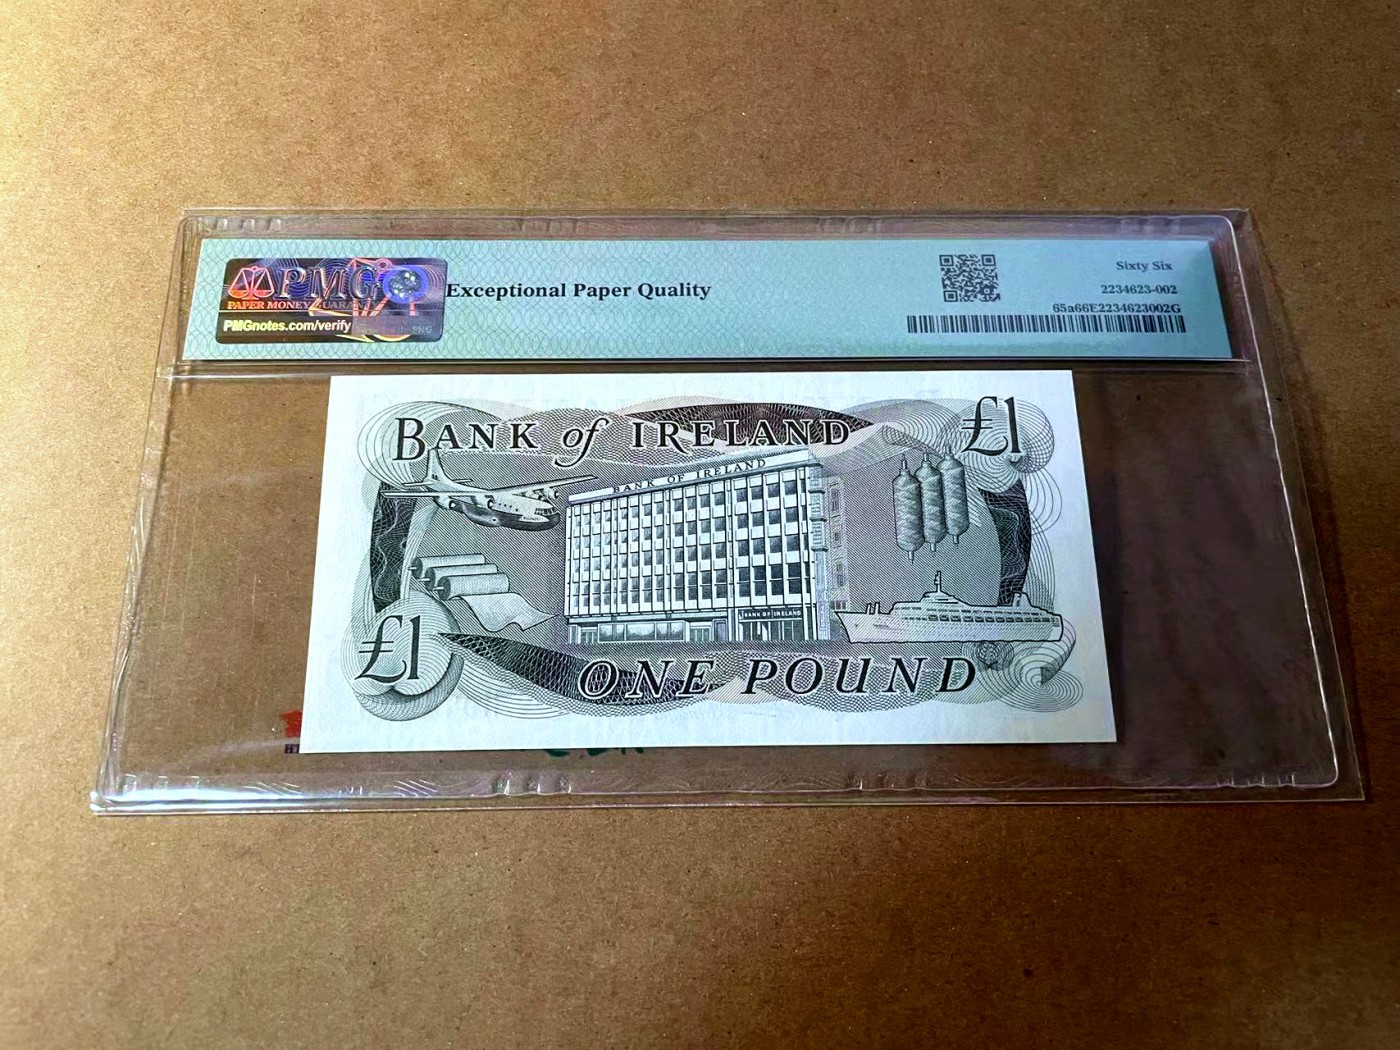 PMG
PAPER MONEY GUARANTY
PMGnotes.com/verify
Exceptional Paper Quality
Sixty Six
2234623-002
65a66E2234623002G
BANK of IRELAND
£1
BANK OF IRELAND
BANK OF IRELAND
£1
ONE POUND